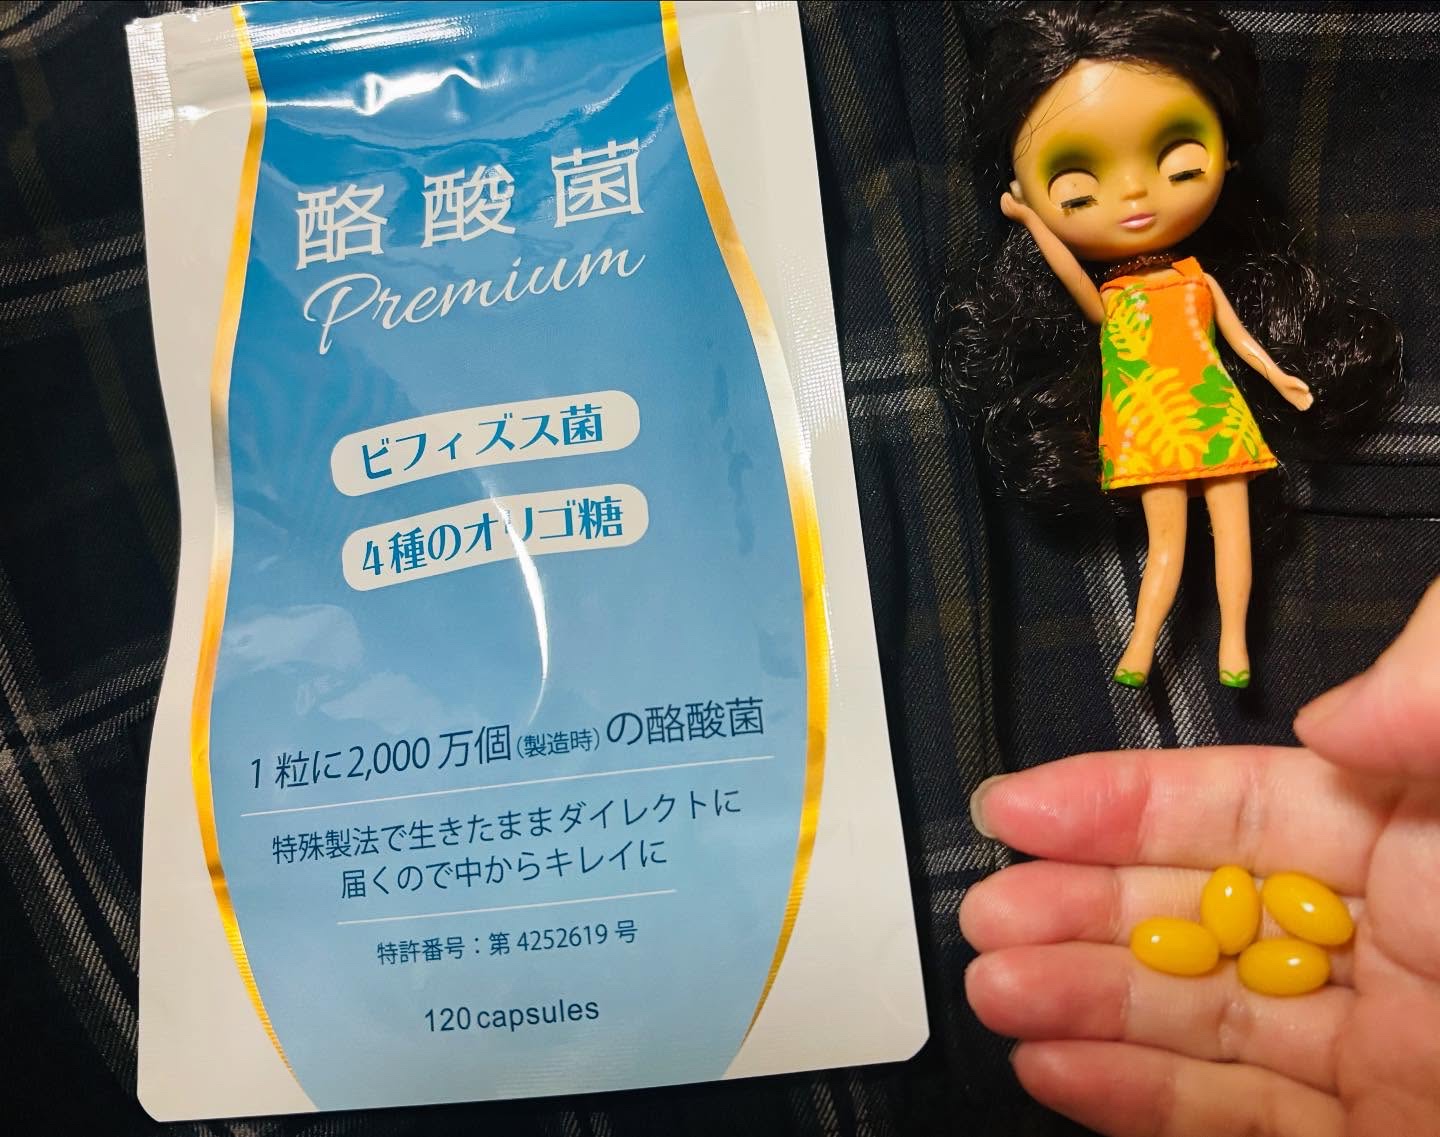 酪酸菌
Premium
ビフィズス菌
4種のオリゴ糖
1粒に2,000万個(製造時)の酪酸菌
特殊製法で生きたままダイレクトに
届くので中からキレイに
特許番号：第4252619号
120capsules